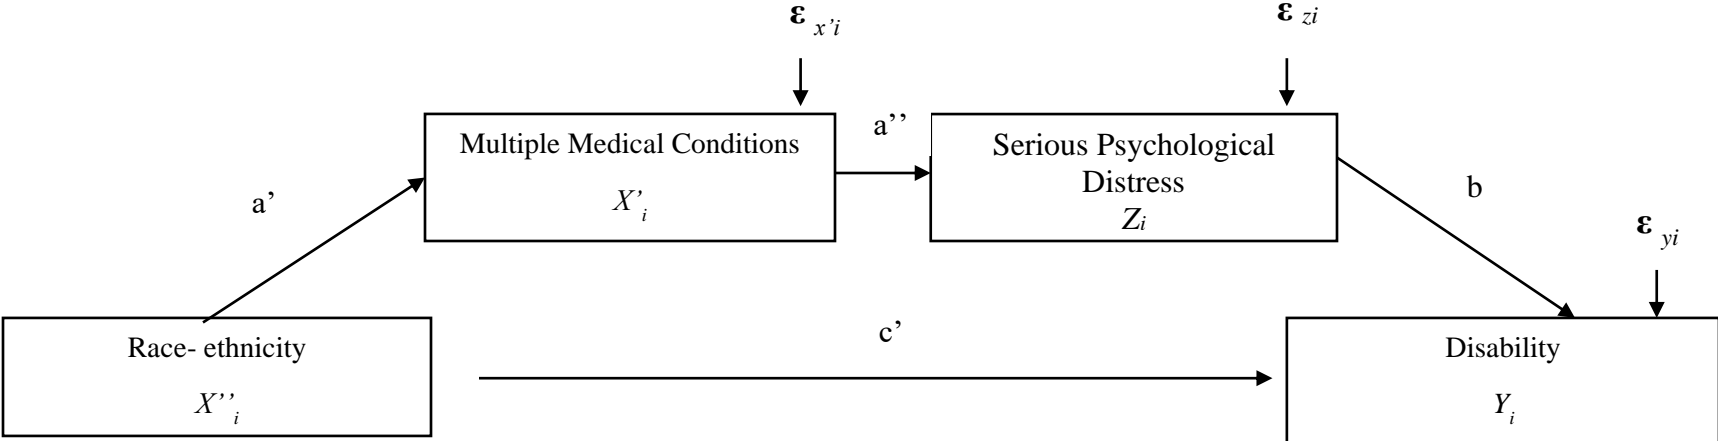 ε x’i
ε zi
Multiple Medical Conditions
X’i
a’’
Serious Psychological
Distress
Zi
a’
b
ε yi
Race- ethnicity
X’’i
c’
Disability
Yi